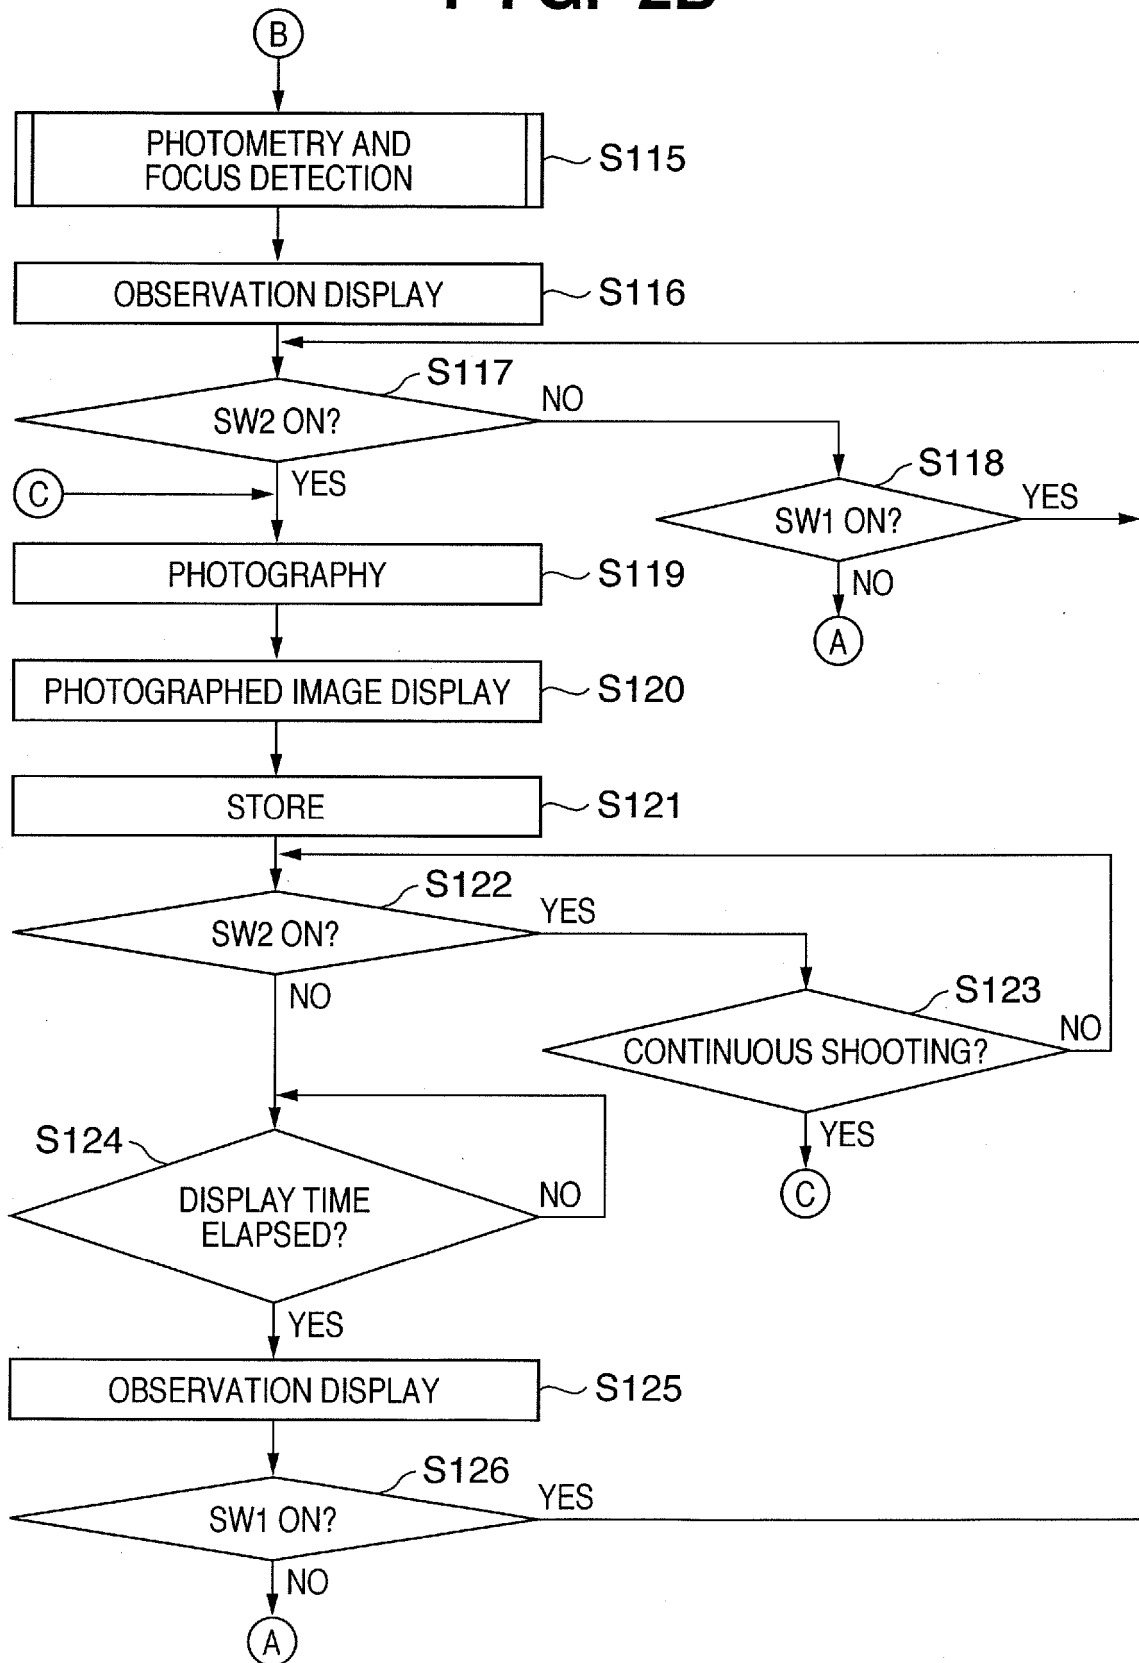 FIG. 2B
B
PHOTOMETRY AND
FOCUS DETECTION
S115
OBSERVATION DISPLAY
S116
S117
SW2 ON?
NO
YES
C
S118
SW1 ON?
YES
NO
A
PHOTOGRAPHY
S119
PHOTOGRAPHED IMAGE DISPLAY
S120
STORE
S121
S122
SW2 ON?
YES
NO
S123
CONTINUOUS SHOOTING?
NO
YES
C
S124
DISPLAY TIME
ELAPSED?
NO
YES
OBSERVATION DISPLAY
S125
S126
SW1 ON?
YES
NO
A